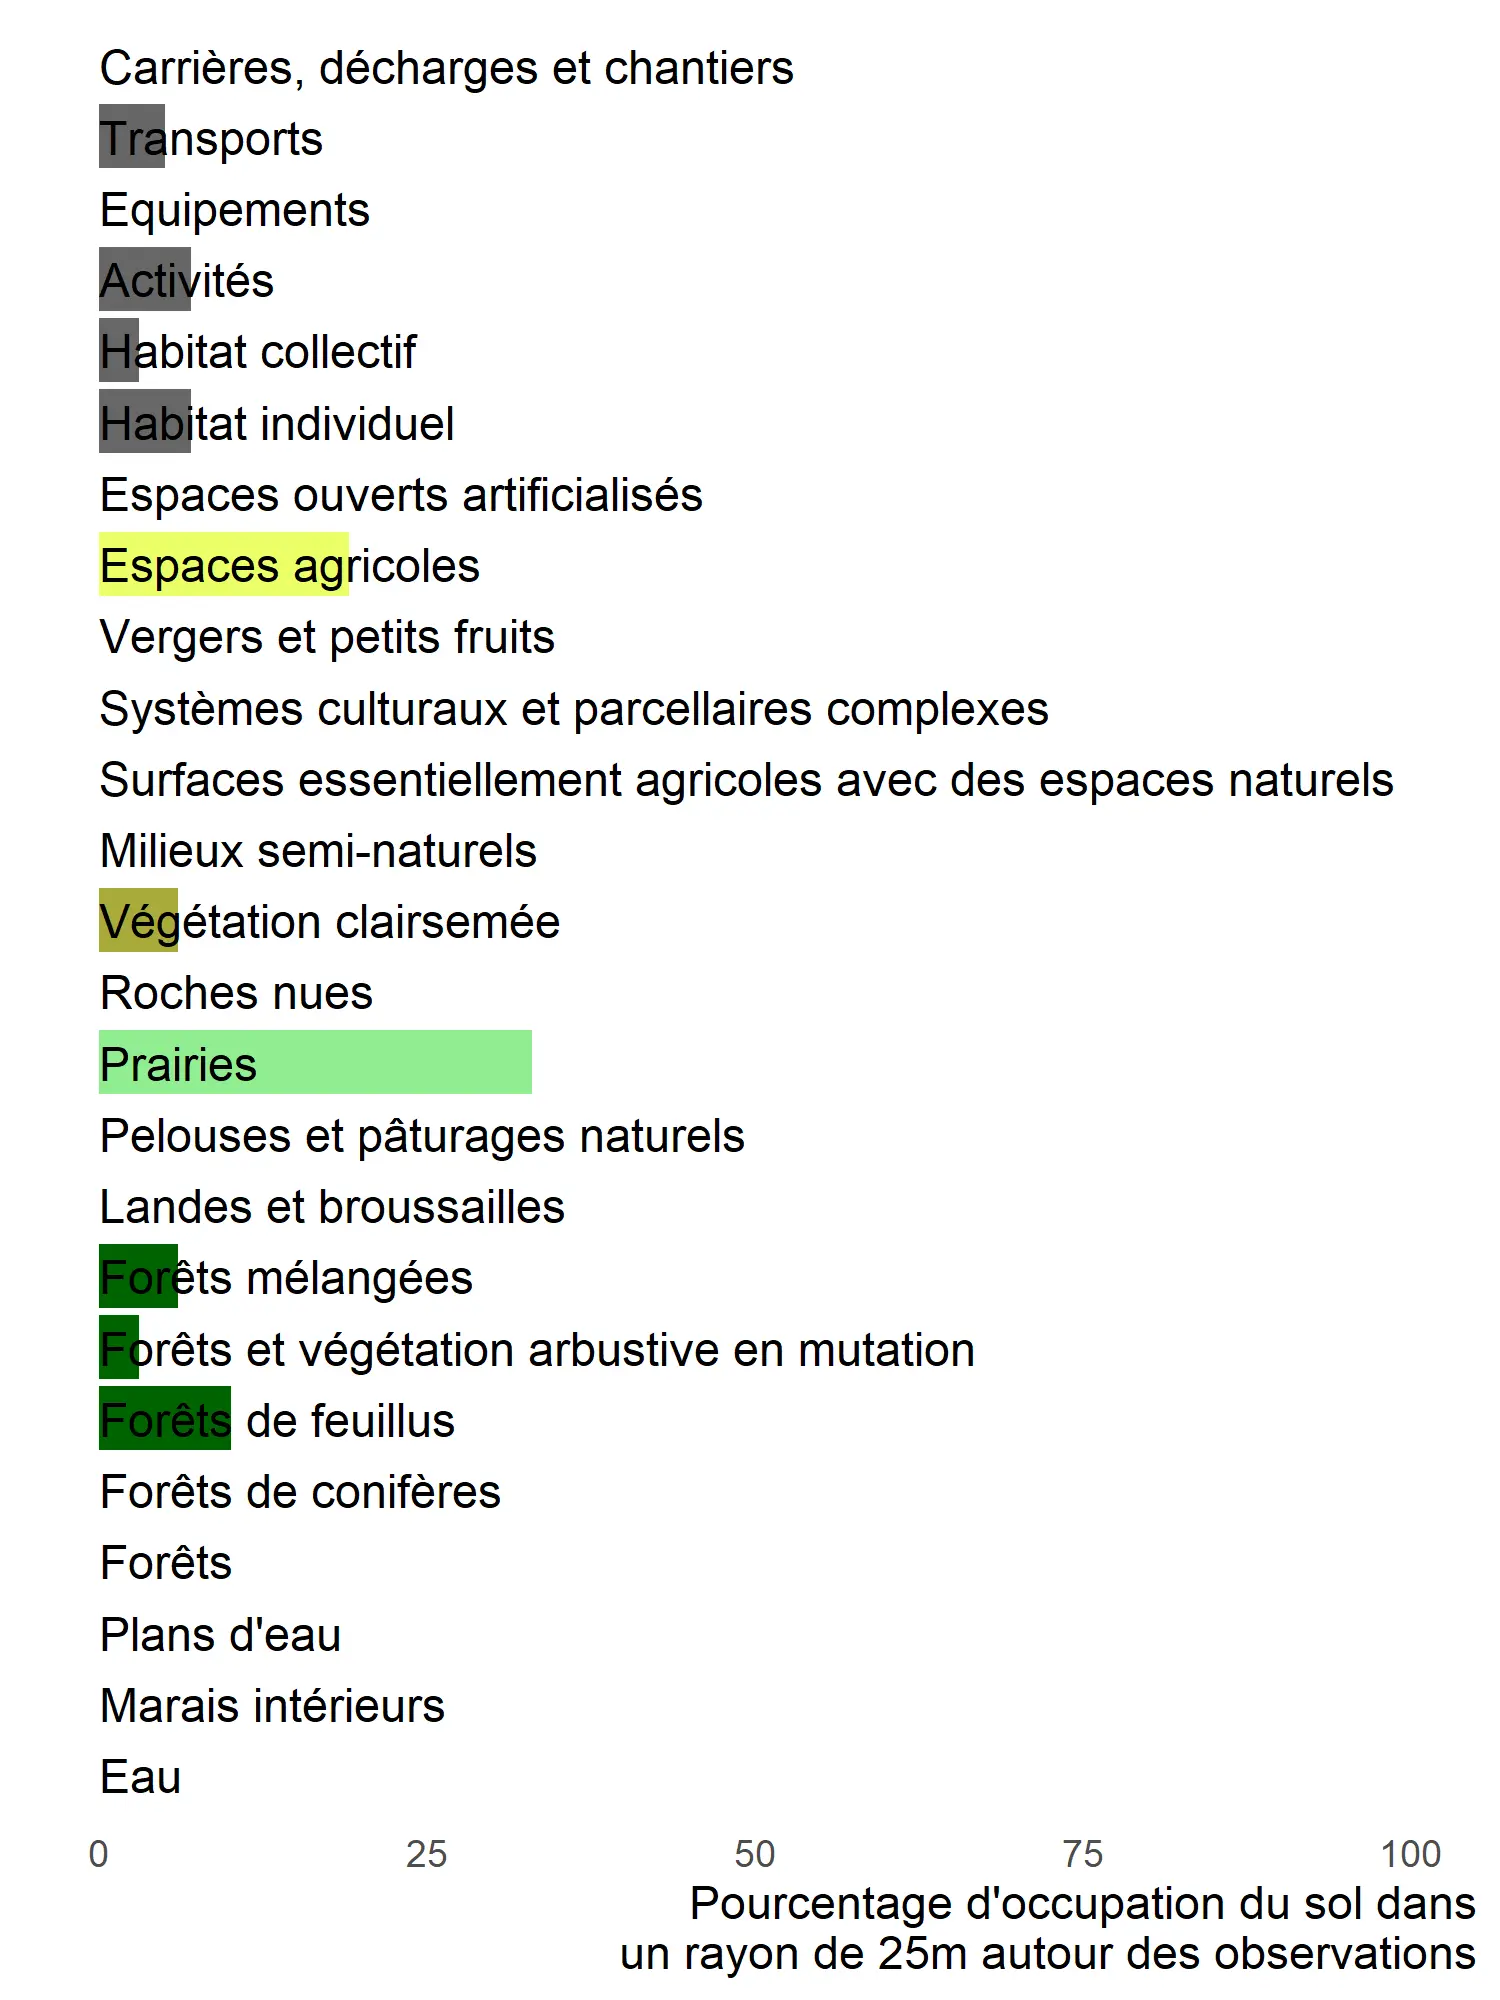 Carrières, décharges et chantiers
Transports
Equipements
Activités
Habitat collectif
Habitat individuel
Espaces ouverts artificialisés
Espaces agricoles
Vergers et petits fruits
Systèmes culturaux et parcellaires complexes
Surfaces essentiellement agricoles avec des espaces naturels
Milieux semi-naturels
Végétation clairsemée
Roches nues
Prairies
Pelouses et pâturages naturels
Landes et broussailles
Forêts mélangées
Forêts et végétation arbustive en mutation
Forêts de feuillus
Forêts de conifères
Forêts
Plans d'eau
Marais intérieurs
Eau
0 25 50 75 100
Pourcentage d'occupation du sol dans
un rayon de 25m autour des observations